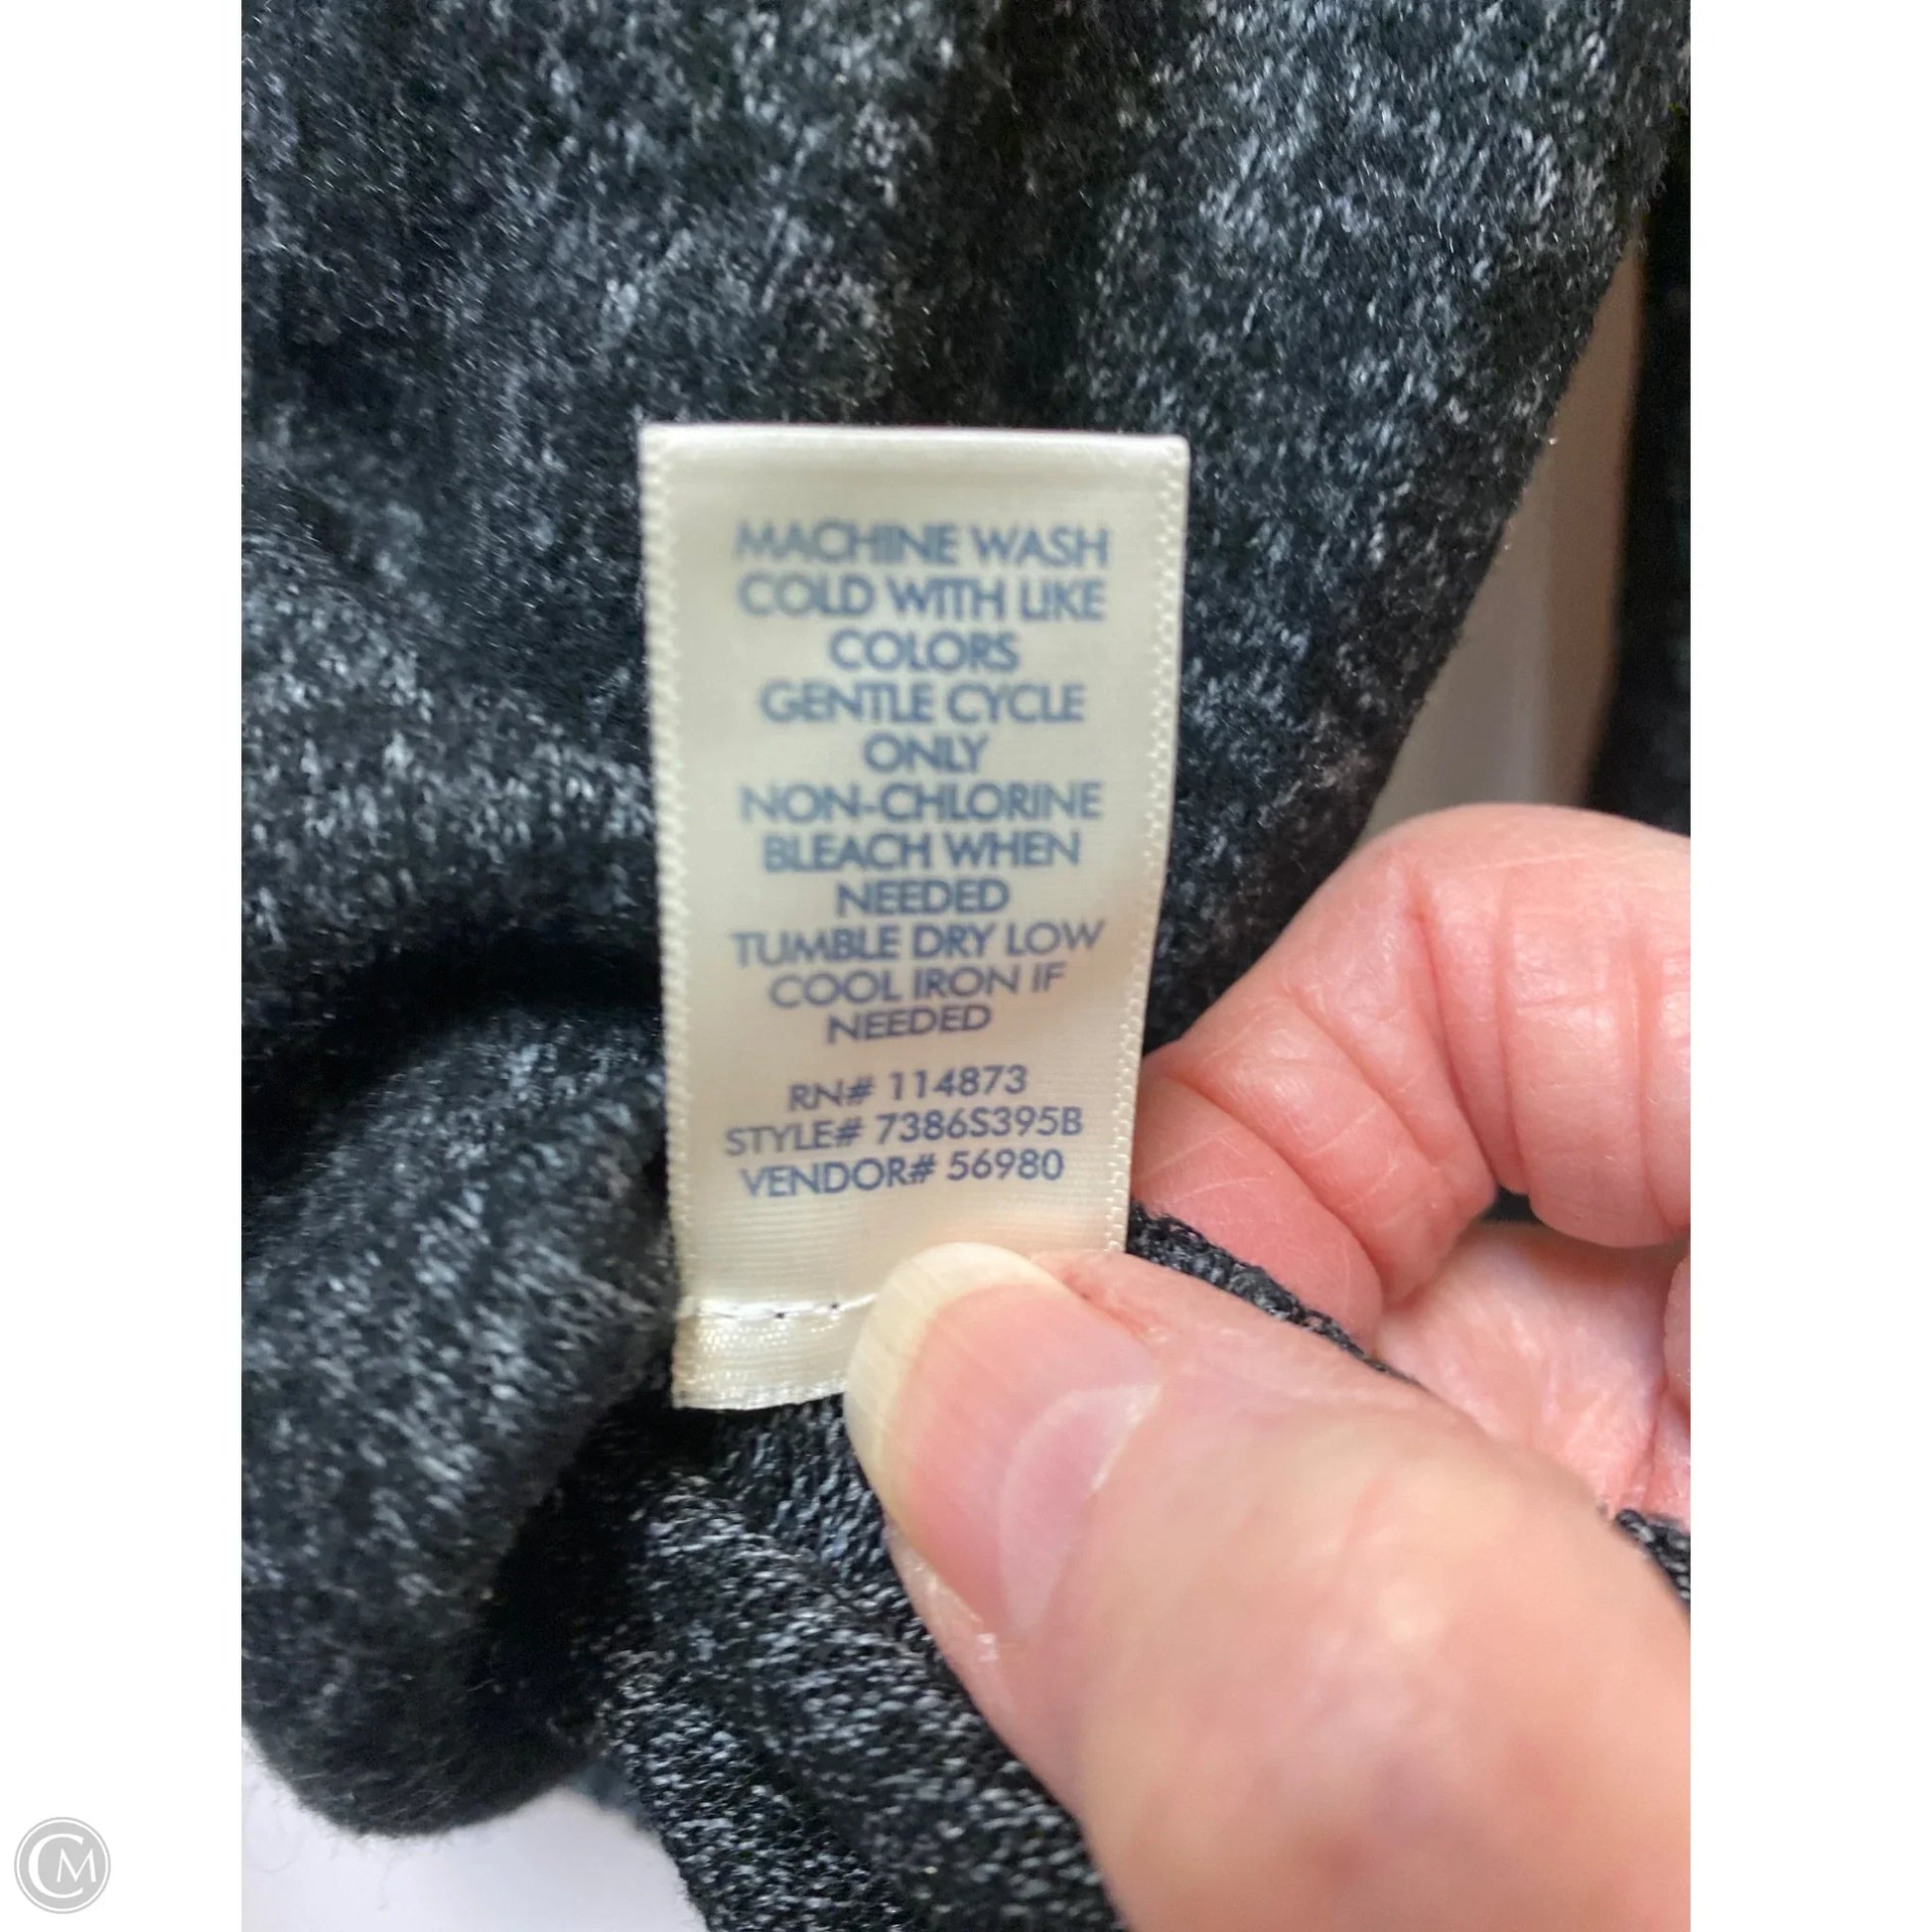 MACHINE WASH
COLD WITH LIKE
COLORS
GENTLE CYCLE
ONLY
NON-CHLORINE
BLEACH WHEN
NEEDED
TUMBLE DRY LOW
COOL IRON IF
NEEDED
RN# 114873
STYLE# 7386S395B
VENDOR# 56980
CM